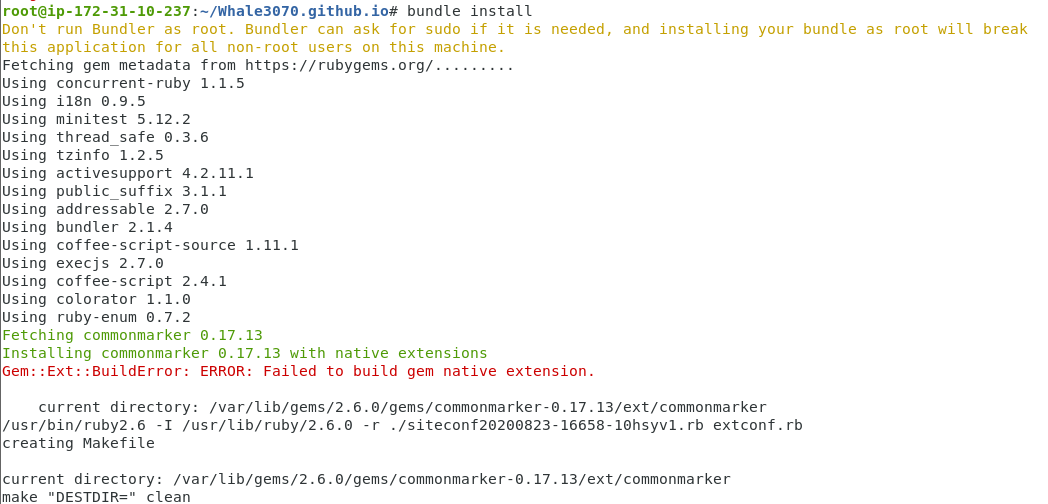 root@ip-172-31-10-237:~/Whale3070.github.io# bundle install
Don't run Bundler as root. Bundler can ask for sudo if it is needed, and installing your bundle as root will break
this application for all non-root users on this machine.
Fetching gem metadata from https://rubygems.org/.........
Using concurrent-ruby 1.1.5
Using i18n 0.9.5
Using minitest 5.12.2
Using thread_safe 0.3.6
Using tzinfo 1.2.5
Using activesupport 4.2.11.1
Using public_suffix 3.1.1
Using addressable 2.7.0
Using bundler 2.1.4
Using coffee-script-source 1.11.1
Using execjs 2.7.0
Using coffee-script 2.4.1
Using colorator 1.1.0
Using ruby-enum 0.7.2
Fetching commonmarker 0.17.13
Installing commonmarker 0.17.13 with native extensions
Gem::Ext::BuildError: ERROR: Failed to build gem native extension.
current directory: /var/lib/gems/2.6.0/gems/commonmarker-0.17.13/ext/commonmarker
/usr/bin/ruby2.6 -I /usr/lib/ruby/2.6.0 -r ./siteconf20200823-16658-10hsyv1.rb extconf.rb
creating Makefile
current directory: /var/lib/gems/2.6.0/gems/commonmarker-0.17.13/ext/commonmarker
make "DESTDIR=" clean